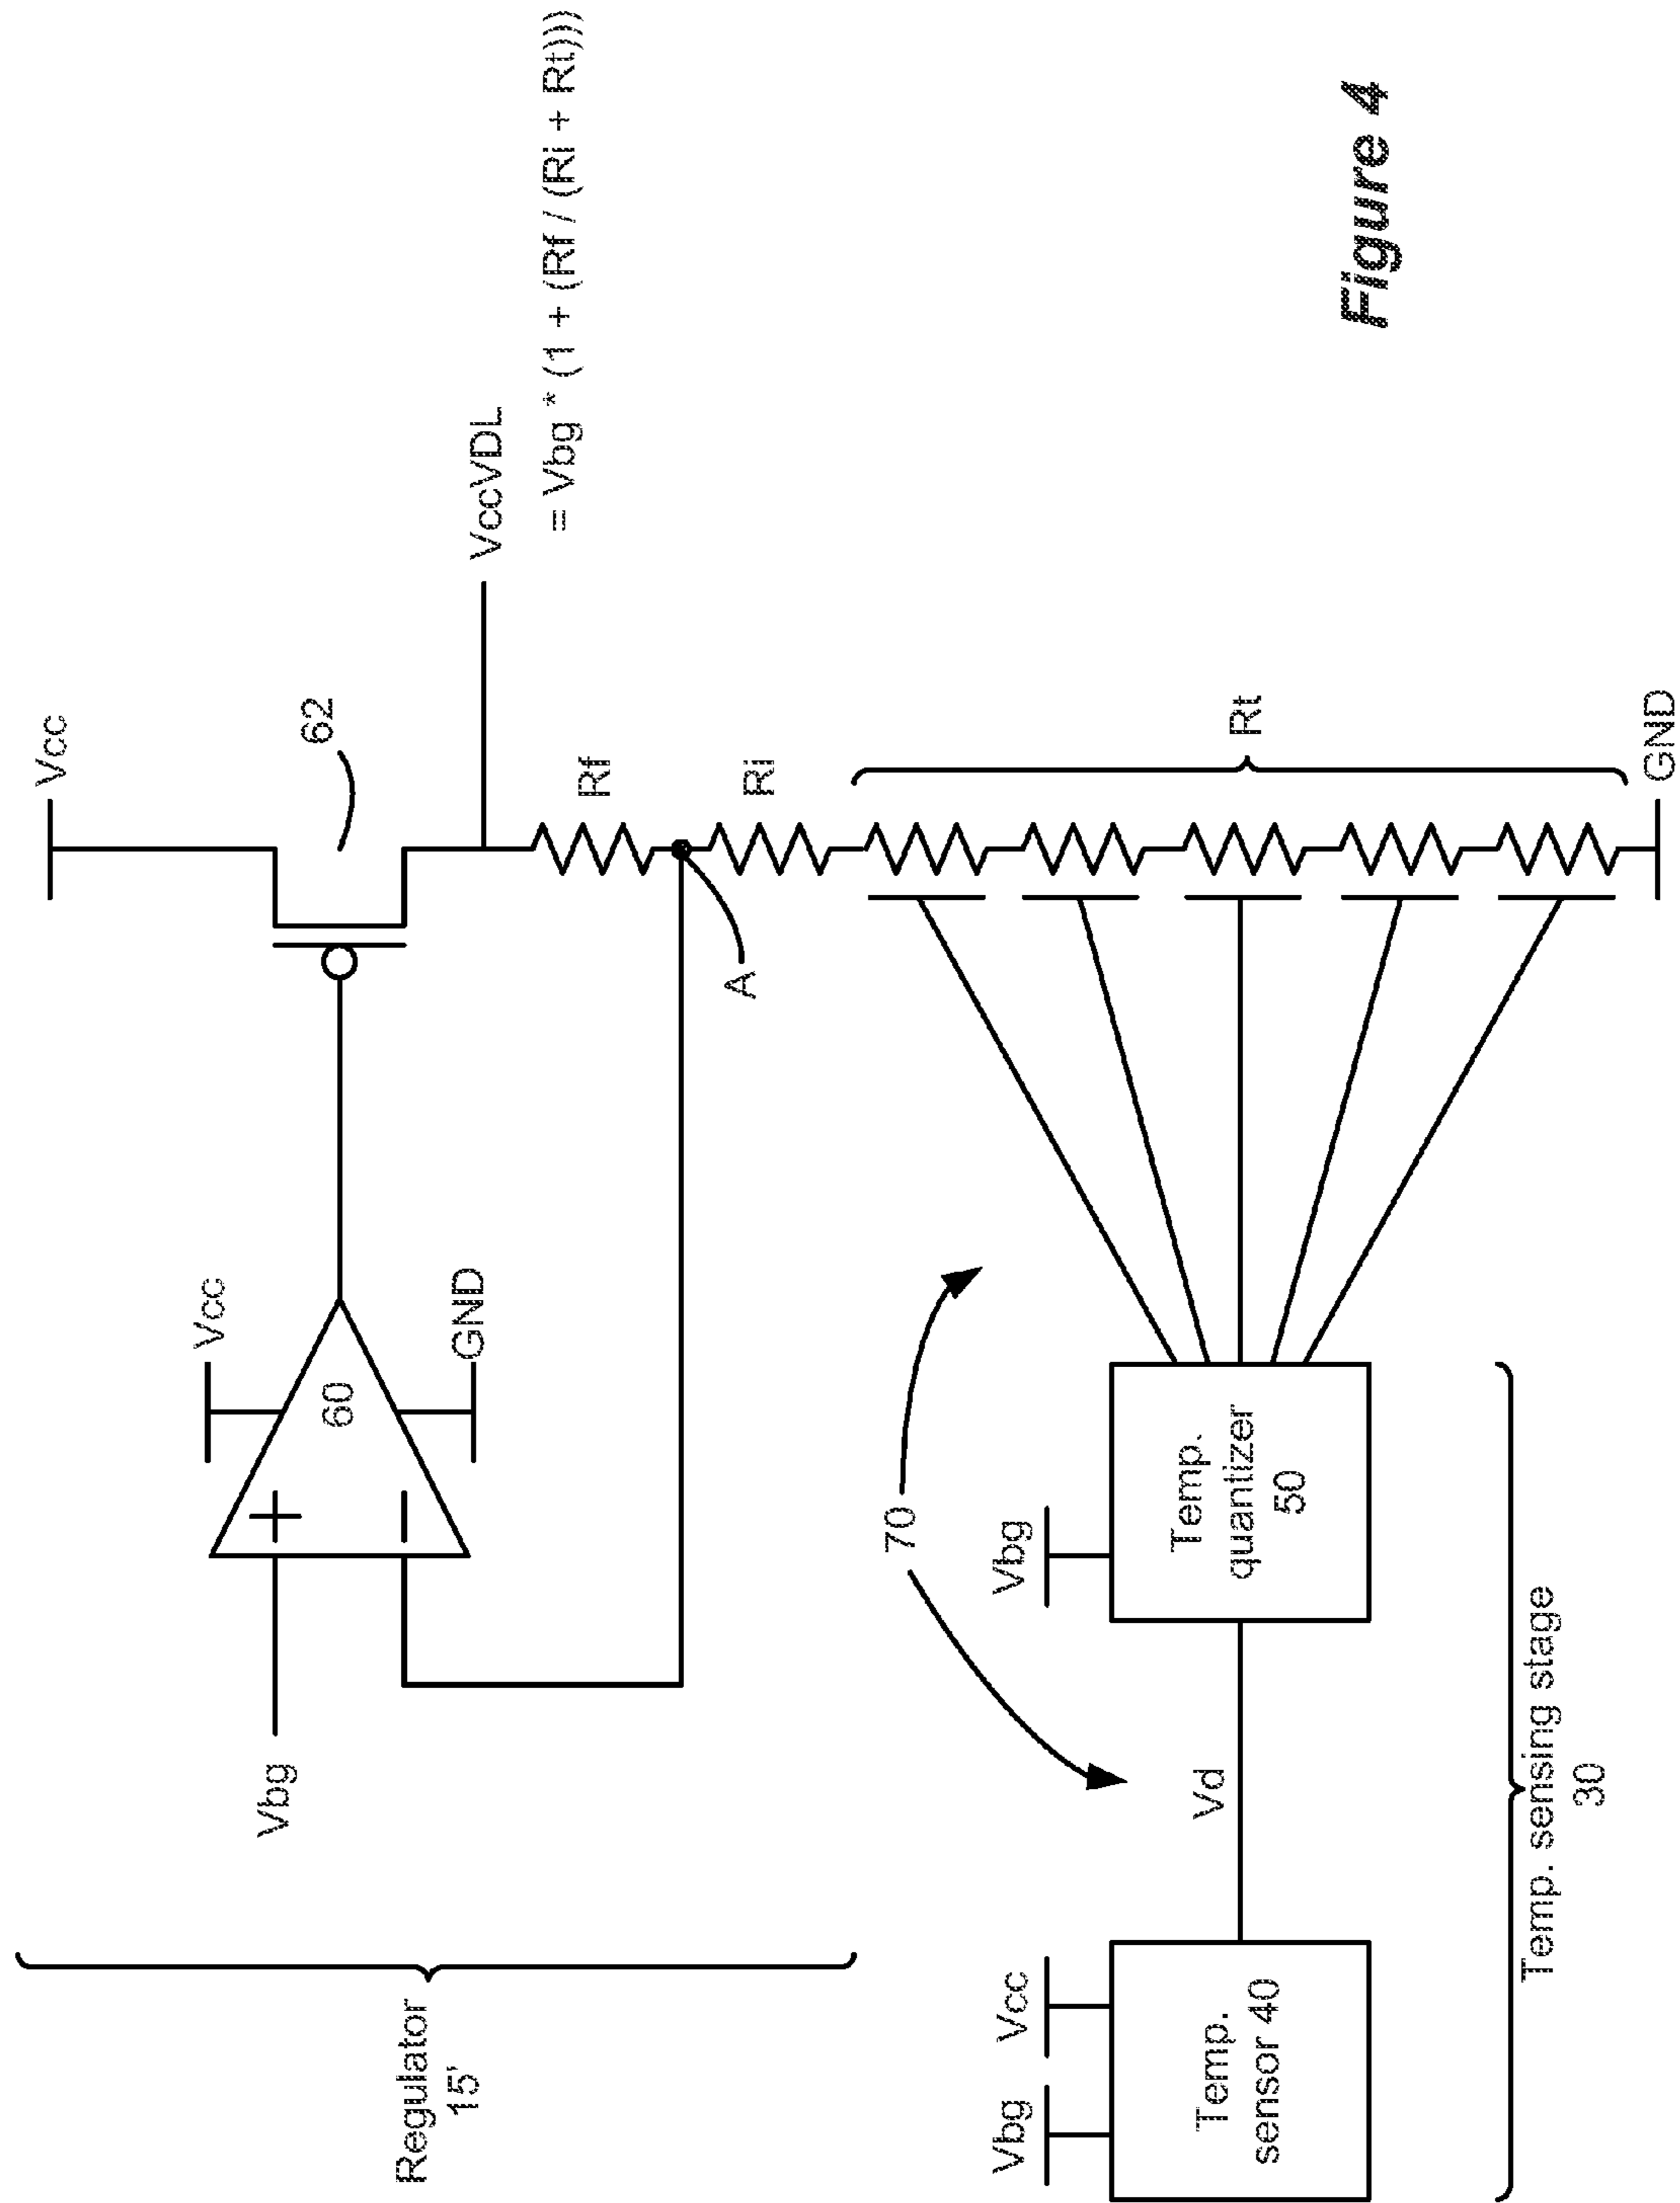 Regulator
15'
Vcc
62
Vcc
60
GND
Vbg
VccVDL
= Vbg * (1 + (Rf / (Ri + Rt)))
Rf
A
Ri
Rt
70
Vbg
Vcc
Temp.
sensor 40
Vd
Vbg
Temp.
quantizer
50
GND
Temp. sensing stage
30
Figure 4